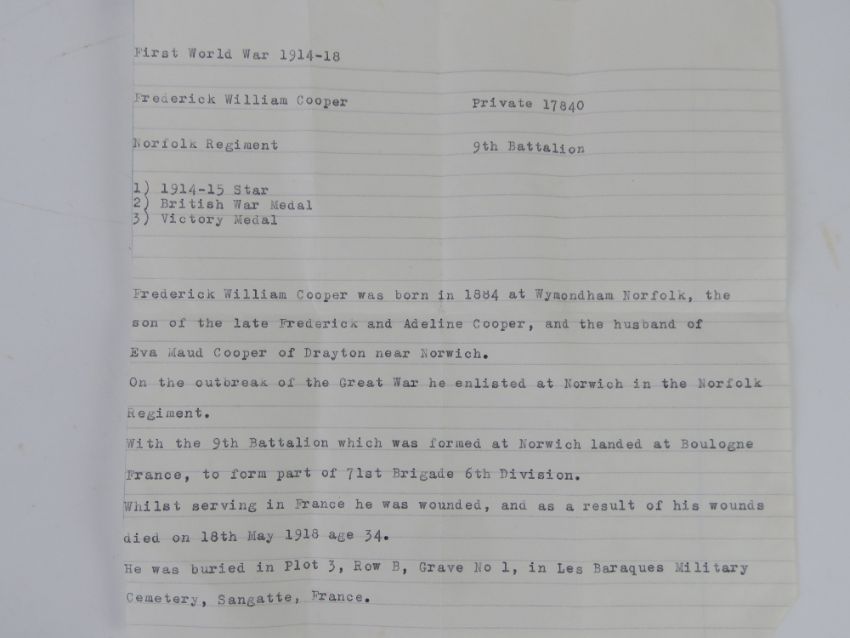 First World War 1914-18
Frederick William Cooper Private 17840
Norfolk Regiment 9th Battalion
1) 1914-15 Star
2) British War Medal
3) Victory Medal
Frederick William Cooper was born in 1884 at Wymondham Norfolk, the
son of the late Frederick and Adeline Cooper, and the husband of
Eva Maud Cooper of Drayton near Norwich.
On the outbreak of the Great War he enlisted at Norwich in the Norfolk
Regiment.
With the 9th Battalion which was formed at Norwich landed at Boulogne
France, to form part of 71st Brigade 6th Division.
Whilst serving in France he was wounded, and as a result of his wounds
died on 18th May 1918 age 34.
He was buried in Plot 3, Row B, Grave No 1, in Les Baraques Military
Cemetery, Sangatte, France.